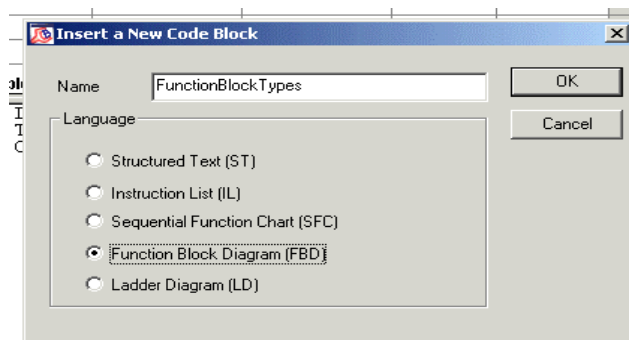 Insert a New Code Block
Name
FunctionBlockTypes
OK
Cancel
Language
Structured Text (ST)
Instruction List (IL)
Sequential Function Chart (SFC)
Function Block Diagram (FBD)
Ladder Diagram (LD)